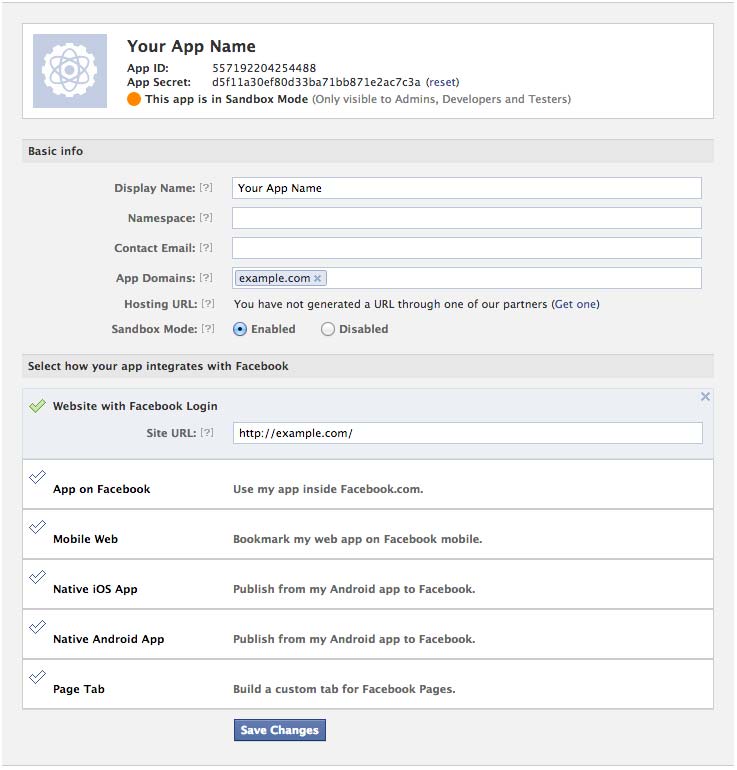 Your App Name
App ID: 557192204254488
App Secret: d5f11a30ef80d33ba71bb871e2ac7c3a (reset)
This app is in Sandbox Mode (Only visible to Admins, Developers and Testers)
Basic info
Display Name: [?] Your App Name
Namespace: [?]
Contact Email: [?]
App Domains: [?] example.com ×
Hosting URL: [?] You have not generated a URL through one of our partners (Get one)
Sandbox Mode: [?] Enabled Disabled
Select how your app integrates with Facebook
Website with Facebook Login
Site URL: [?] http://example.com/
App on Facebook Use my app inside Facebook.com.
Mobile Web Bookmark my web app on Facebook mobile.
Native iOS App Publish from my Android app to Facebook.
Native Android App Publish from my Android app to Facebook.
Page Tab Build a custom tab for Facebook Pages.
Save Changes